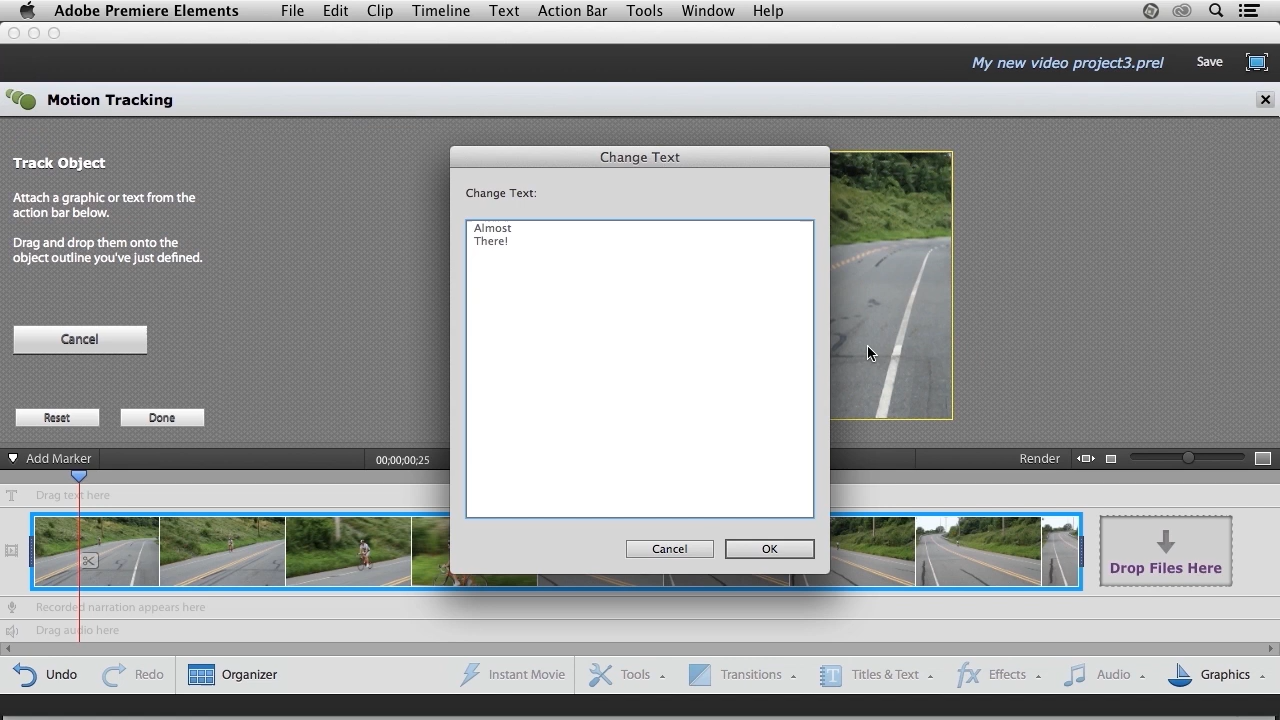 Adobe Premiere Elements File Edit Clip Timeline Text Action Bar Tools Window Help
My new video project3.prel Save
Motion Tracking
Track Object
Attach a graphic or text from the
action bar below.
Drag and drop them onto the
object outline you've just defined.
Cancel
Reset Done
Change Text
Change Text:
Almost
There!
Cancel OK
Add Marker 00;00;00;25 Render
Drag text here
Drop Files Here
Recorded narration appears here
Drag audio here
Undo Redo Organizer Instant Movie Tools Transitions Titles & Text Effects Audio Graphics